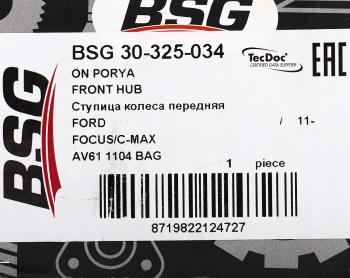 BSG
BSG 30-325-034
TecDoc
CERTIFIED DATA SUPPLIER
EAC
ON PORYA
FRONT HUB
Ступица колеса передняя
FORD / 11-
FOCUS/C-MAX
AV61 1104 BAG
1 piece
8719822124727
BSG